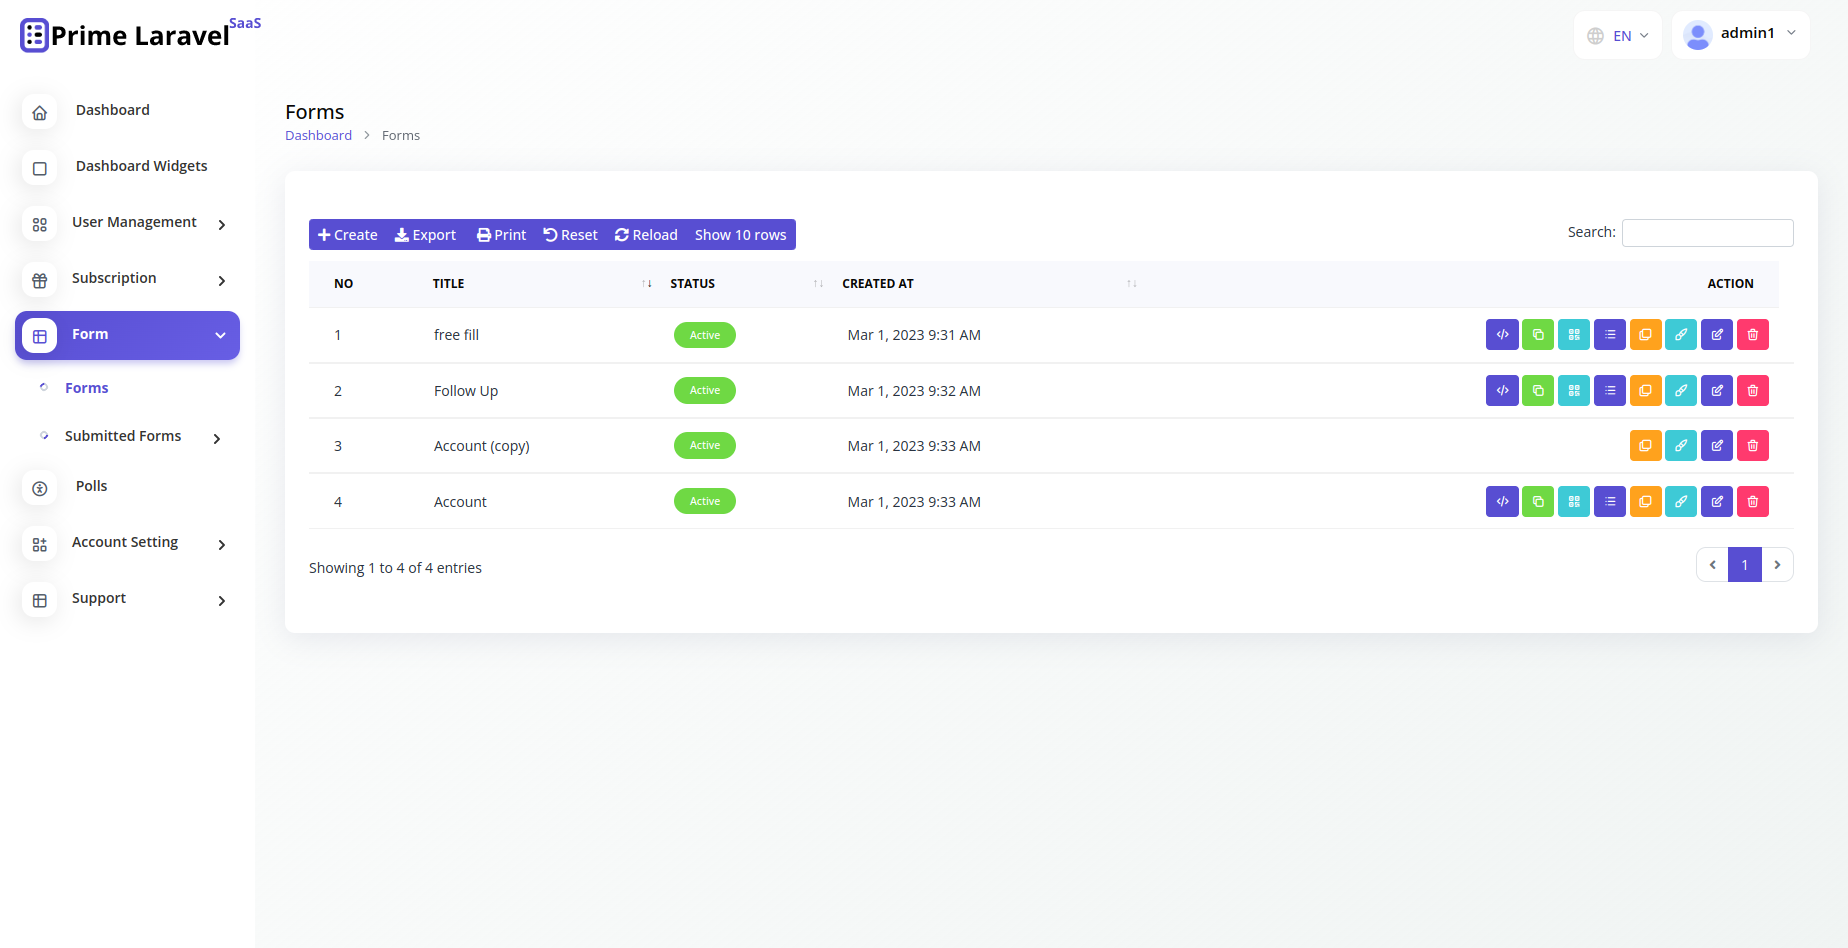 Prime Laravel SaaS
EN
admin1
Dashboard
Dashboard Widgets
User Management
Subscription
Form
Forms
Submitted Forms
Polls
Account Setting
Support
Forms
Dashboard > Forms
Create Export Print Reset Reload Show 10 rows
Search:
NO TITLE STATUS CREATED AT ACTION
1 free fill Active Mar 1, 2023 9:31 AM
2 Follow Up Active Mar 1, 2023 9:32 AM
3 Account (copy) Active Mar 1, 2023 9:33 AM
4 Account Active Mar 1, 2023 9:33 AM
Showing 1 to 4 of 4 entries
1